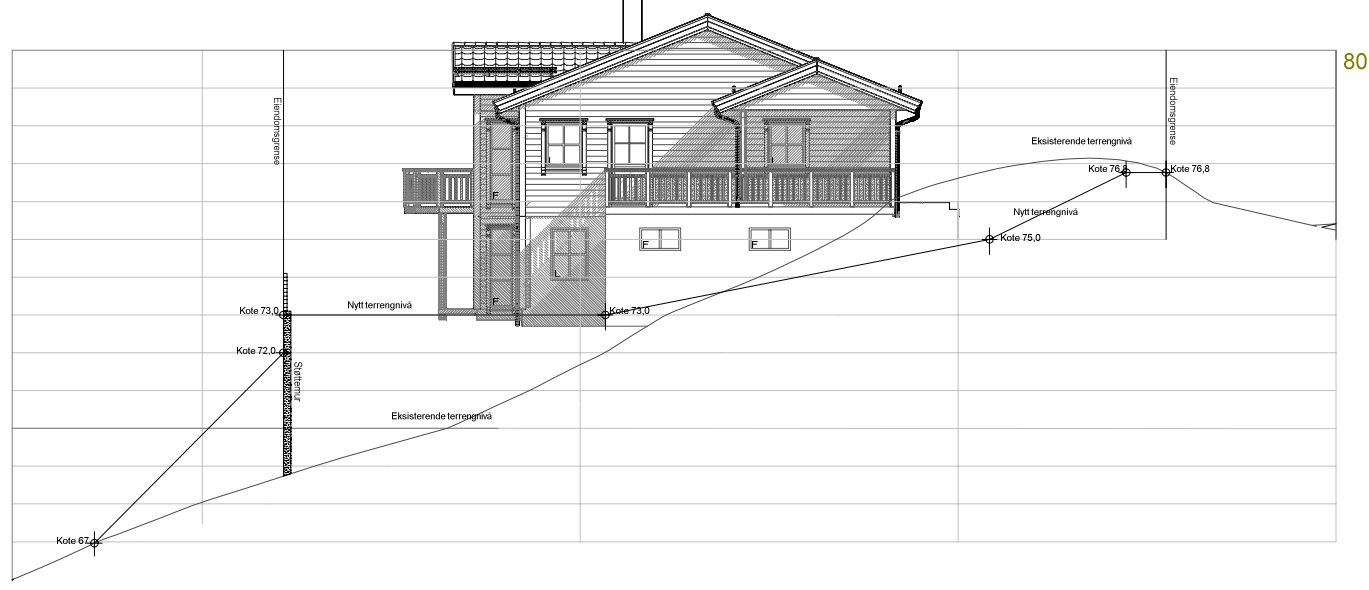 80
Eiendomsgrense
Eiendomsgrense
Eksisterende terrengnivå
Kote 76,8
Kote 76,8
F
Nytt terrengnivå
F
F
Kote 75,0
L
F
Nytt terrengnivå
Kote 73,0
Kote 73,0
Kote 72,0
Støttemur
Eksisterende terrengnivå
Kote 67